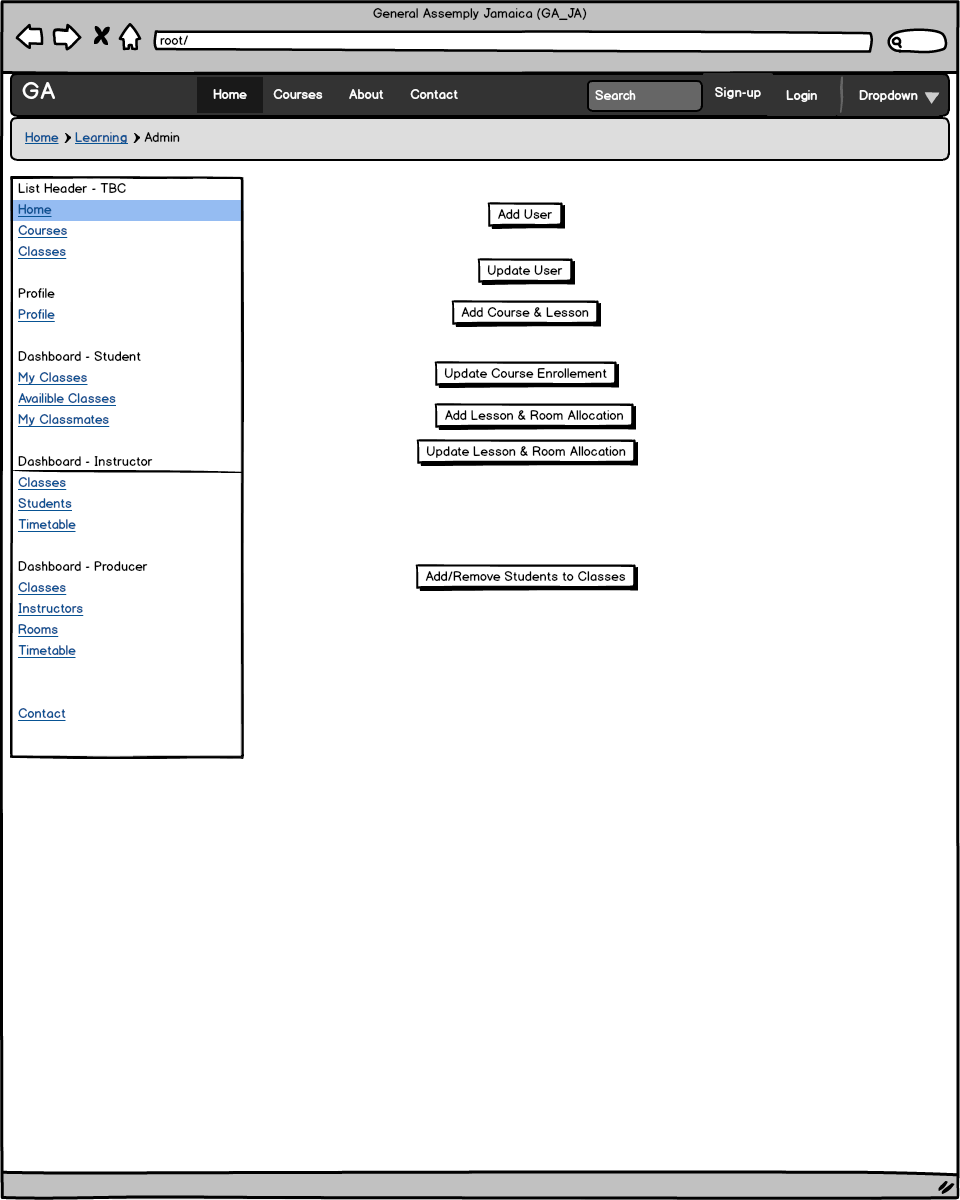 General Assemply Jamaica (GA_JA)
root/
GA Home Courses About Contact Search Sign-up Login Dropdown
Home Learning Admin
List Header - TBC
Home
Courses
Classes
Profile
Profile
Dashboard - Student
My Classes
Availible Classes
My Classmates
Dashboard - Instructor
Classes
Students
Timetable
Dashboard - Producer
Classes
Instructors
Rooms
Timetable
Contact
Add User
Update User
Add Course & Lesson
Update Course Enrollement
Add Lesson & Room Allocation
Update Lesson & Room Allocation
Add/Remove Students to Classes